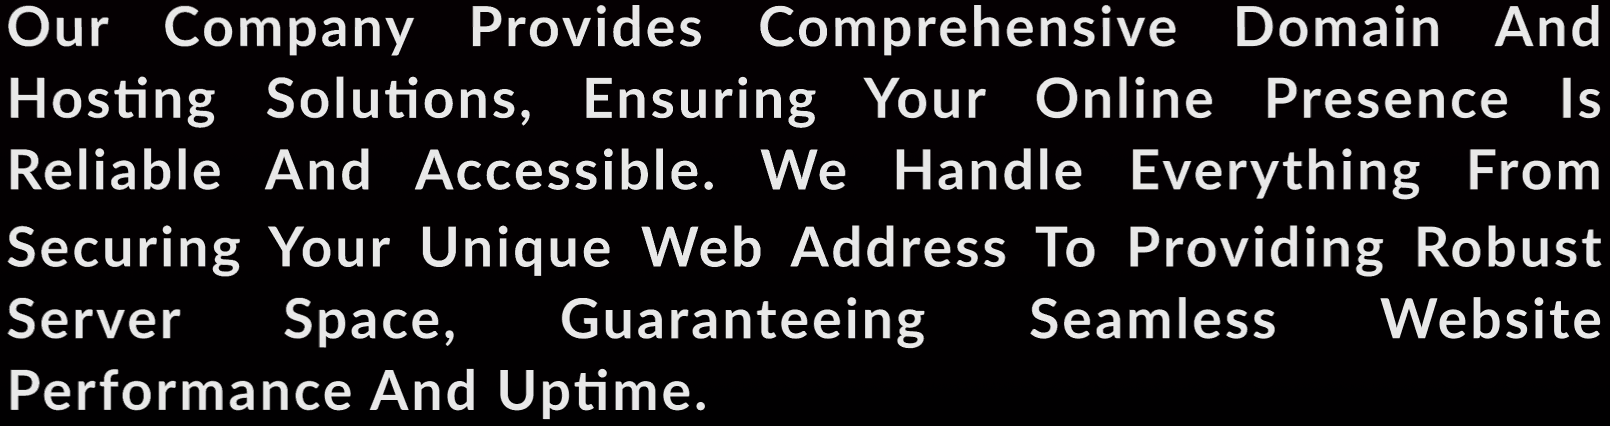 Our Company Provides Comprehensive Domain And
Hosting Solutions, Ensuring Your Online Presence Is
Reliable And Accessible. We Handle Everything From
Securing Your Unique Web Address To Providing Robust
Server Space, Guaranteeing Seamless Website
Performance And Uptime.